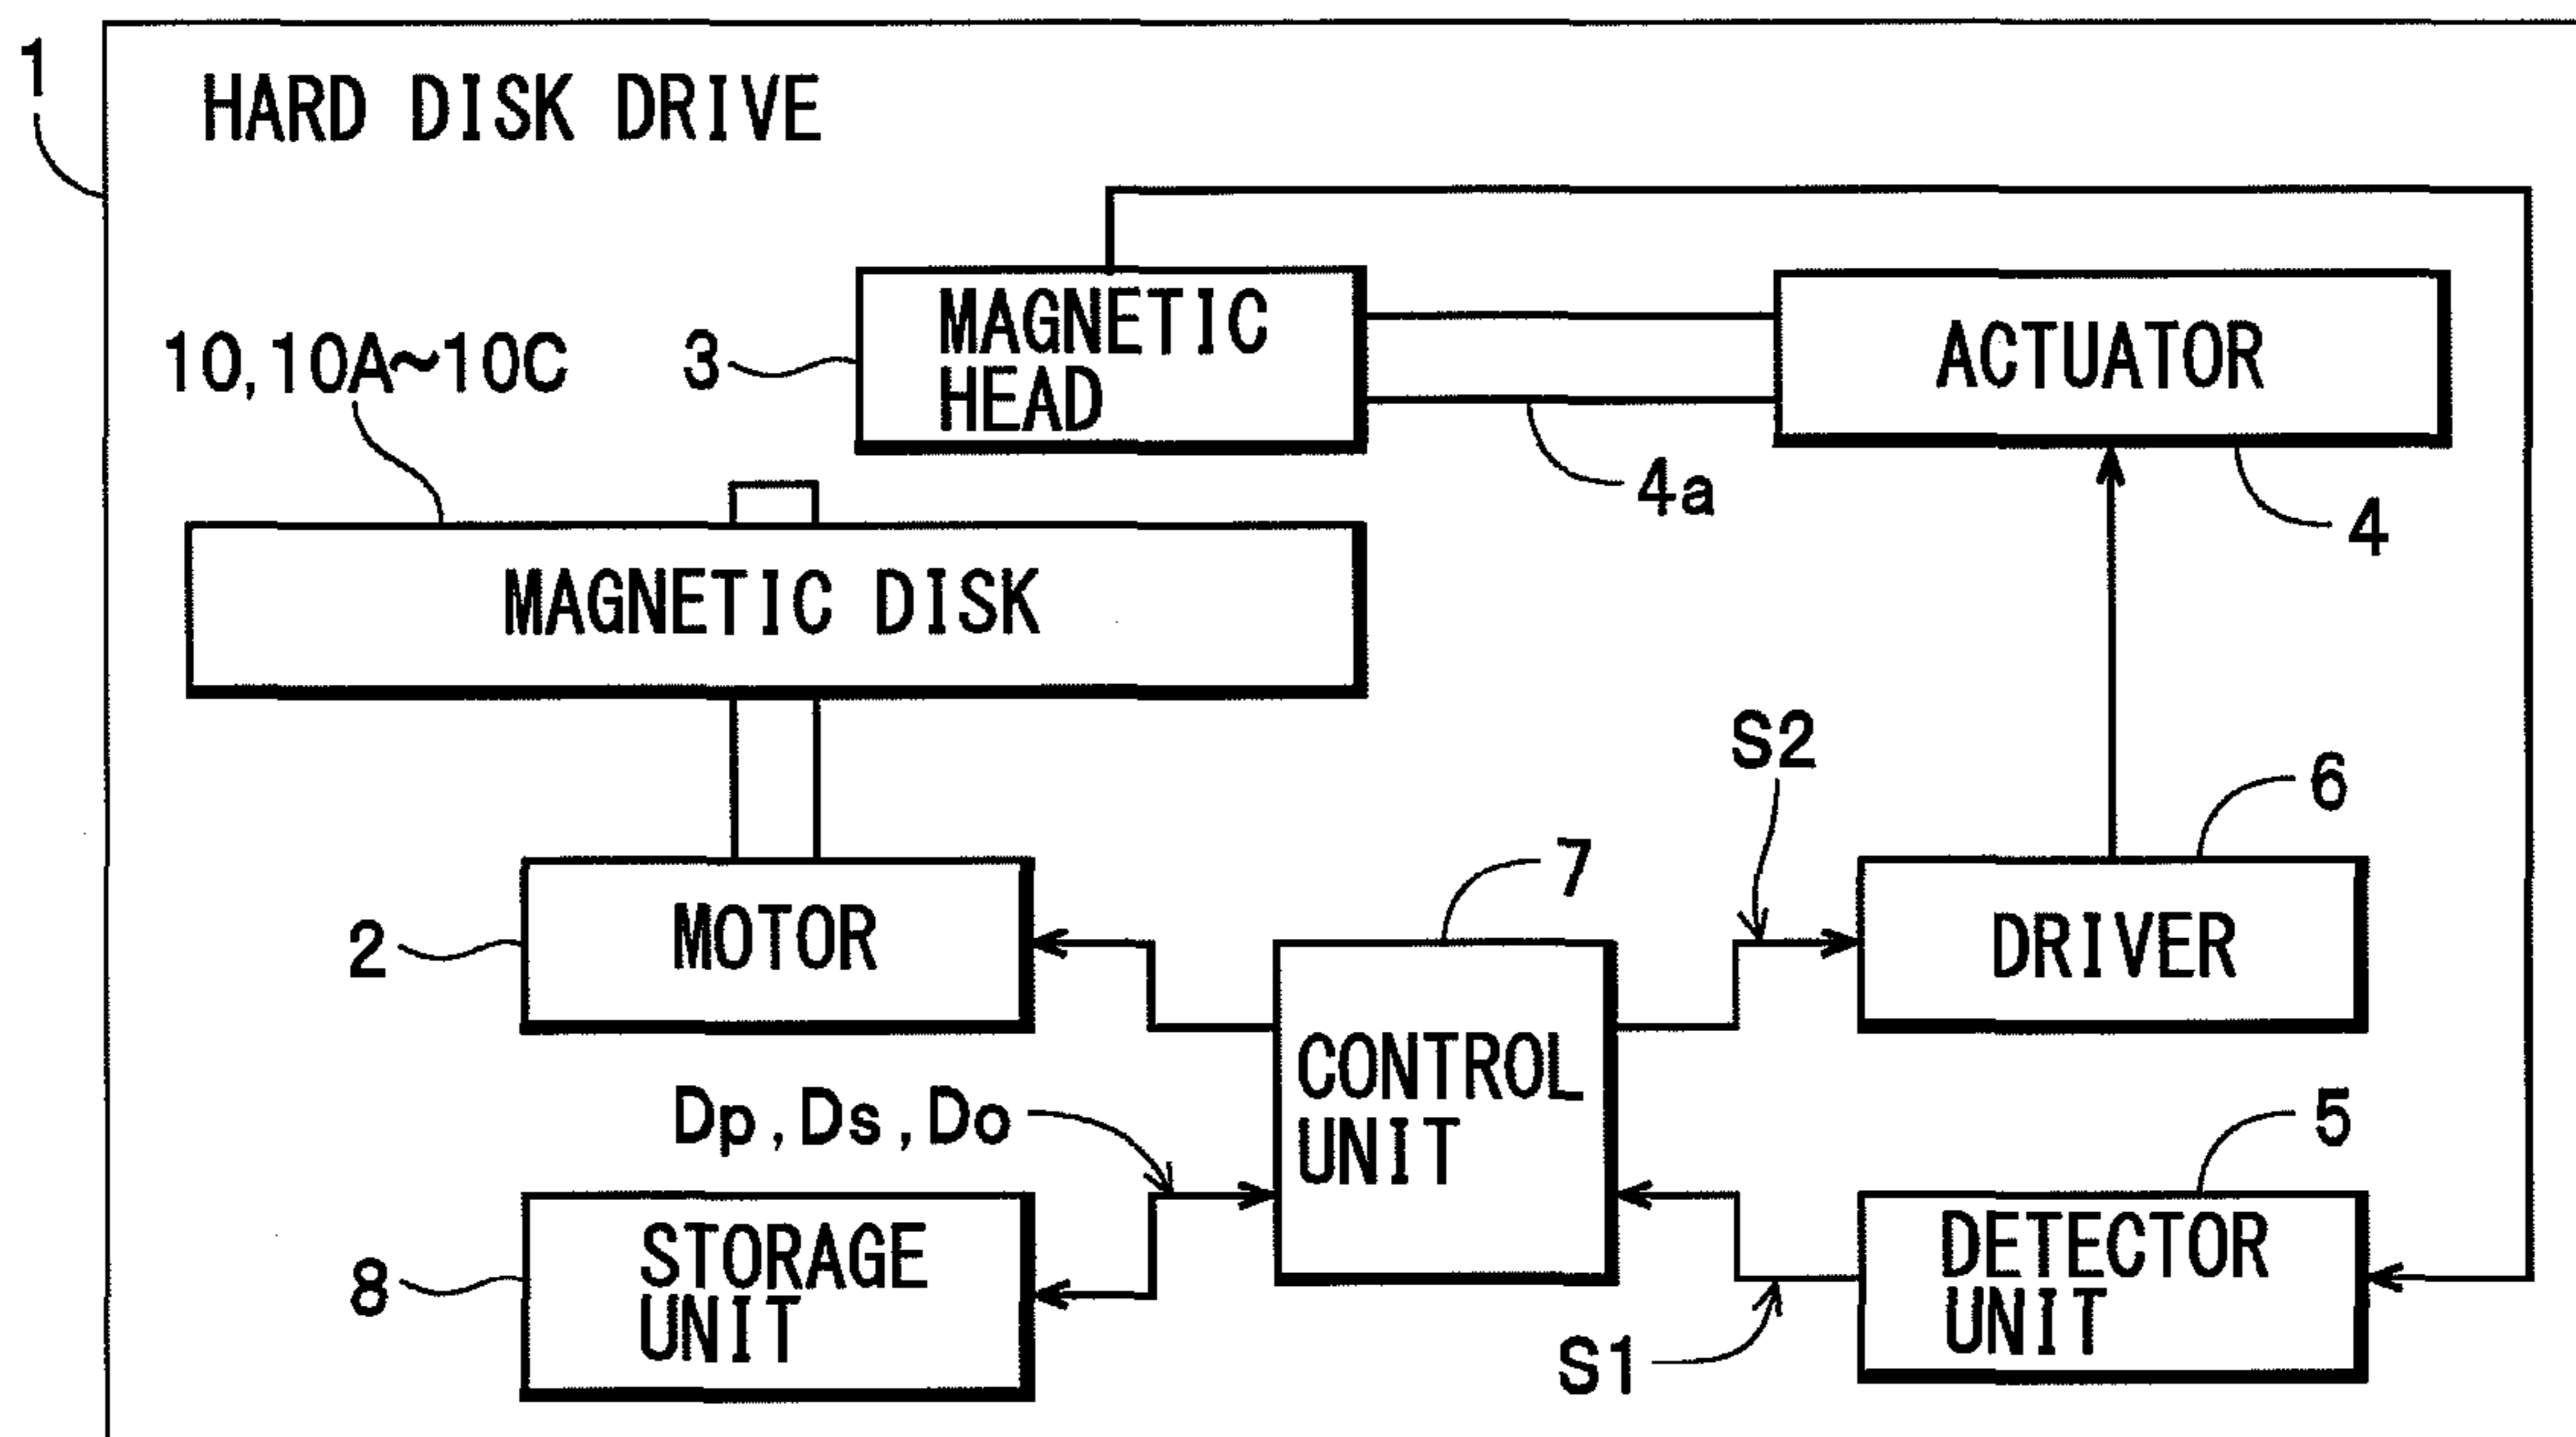 1
HARD DISK DRIVE
10,10A~10C
3
MAGNETIC
HEAD
ACTUATOR
4a
4
MAGNETIC DISK
S2
6
7
2
MOTOR
DRIVER
CONTROL
UNIT
Dp,Ds,Do
5
8
STORAGE
UNIT
DETECTOR
UNIT
S1